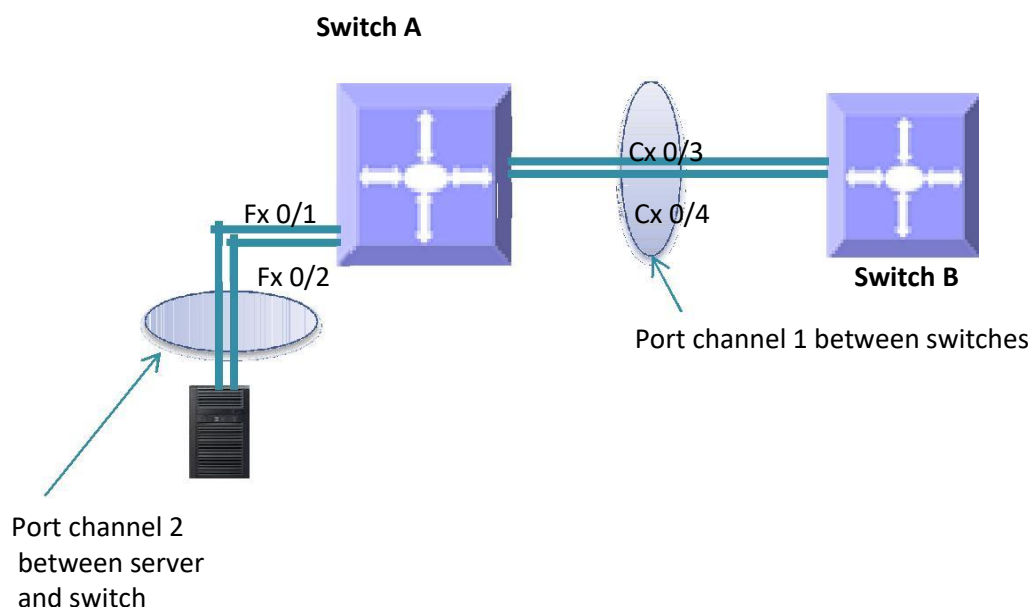 Switch A
Cx 0/3
Fx 0/1
Cx 0/4
Fx 0/2
Switch B
Port channel 1 between switches
Port channel 2
between server
and switch